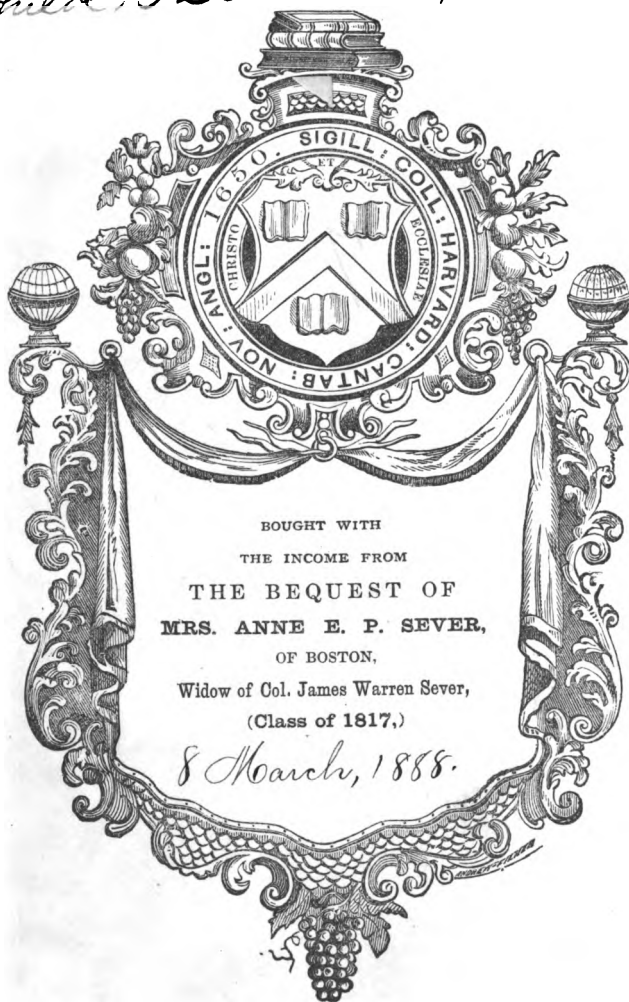 SIGILL: COLL: HARVARD: CANTAB: NOV: ANGL: 1650.
ET
CHRISTO
ECCLESIAE
BOUGHT WITH
THE INCOME FROM
THE BEQUEST OF
MRS. ANNE E. P. SEVER,
OF BOSTON,
Widow of Col. James Warren Sever,
(Class of 1817,)
8 March, 1888.